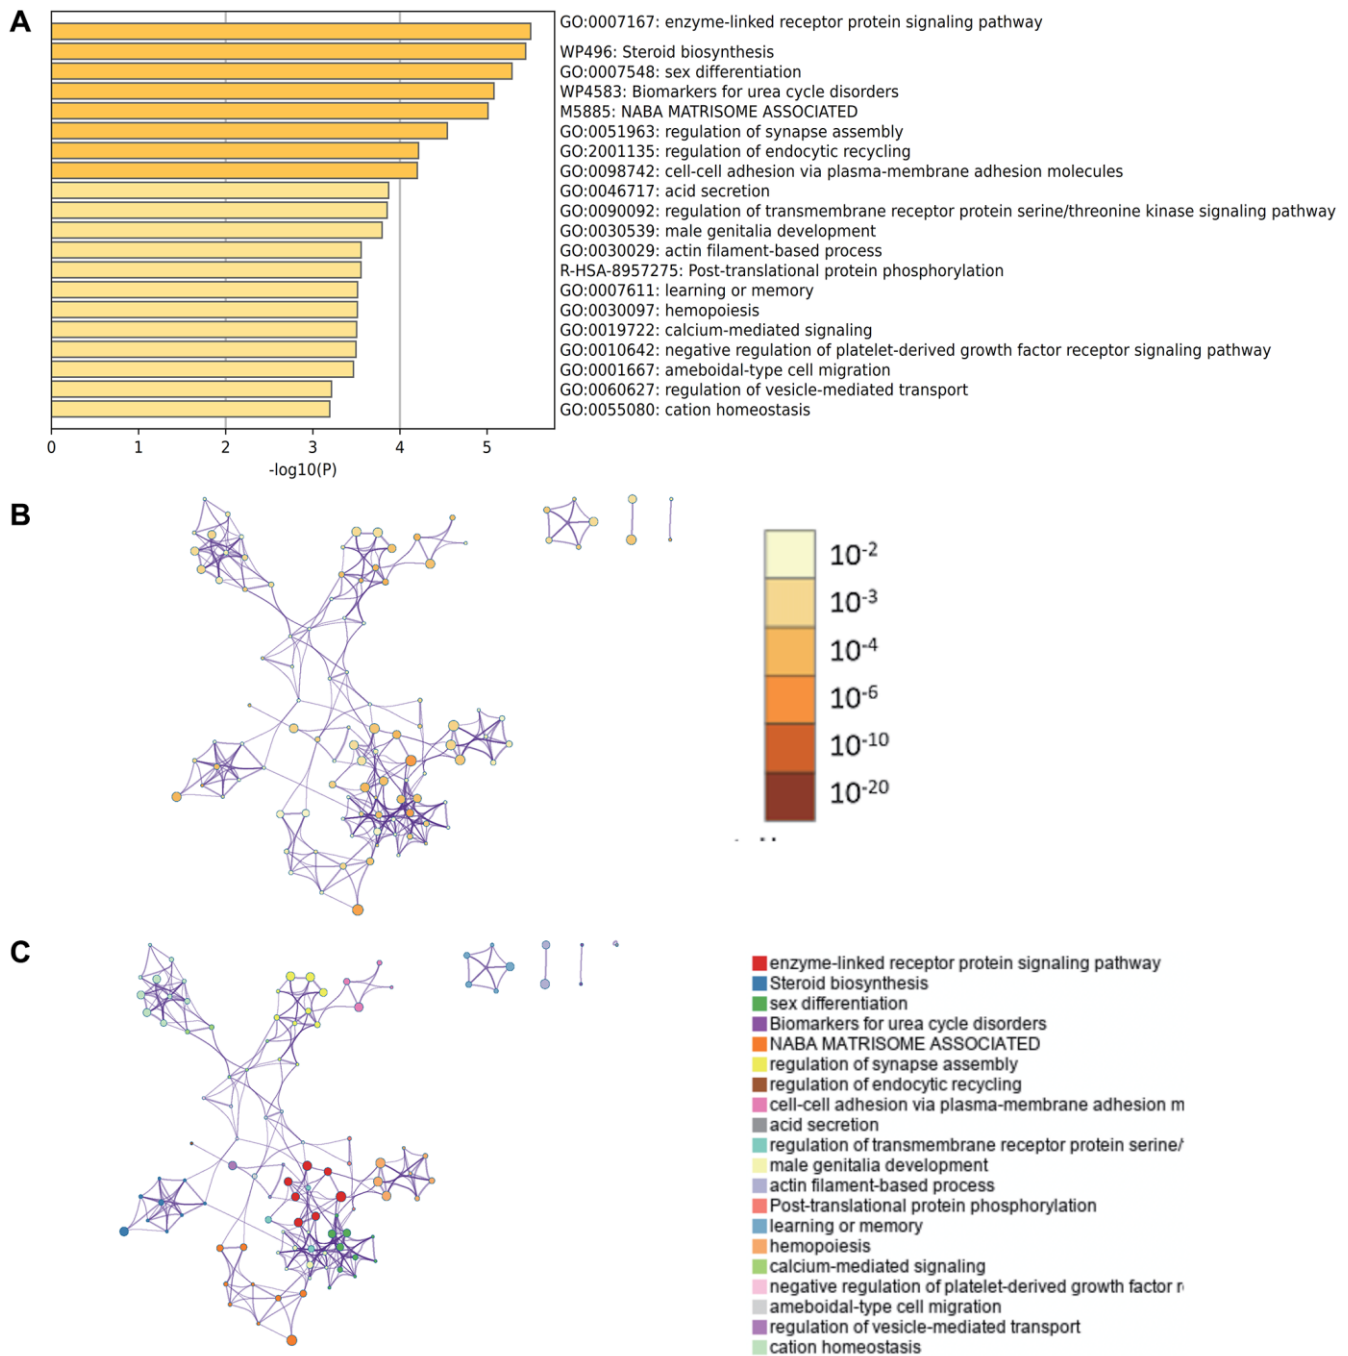 A
GO:0007167: enzyme-linked receptor protein signaling pathway
WP496: Steroid biosynthesis
GO:0007548: sex differentiation
WP4583: Biomarkers for urea cycle disorders
M5885: NABA MATRISOME ASSOCIATED
GO:0051963: regulation of synapse assembly
GO:2001135: regulation of endocytic recycling
GO:0098742: cell-cell adhesion via plasma-membrane adhesion molecules
GO:0046717: acid secretion
GO:0090092: regulation of transmembrane receptor protein serine/threonine kinase signaling pathway
GO:0030539: male genitalia development
GO:0030029: actin filament-based process
R-HSA-8957275: Post-translational protein phosphorylation
GO:0007611: learning or memory
GO:0030097: hemopoiesis
GO:0019722: calcium-mediated signaling
GO:0010642: negative regulation of platelet-derived growth factor receptor signaling pathway
GO:0001667: ameboidal-type cell migration
GO:0060627: regulation of vesicle-mediated transport
GO:0055080: cation homeostasis
0 1 2 3 4 5
-log10(P)
B
10-2
10-3
10-4
10-6
10-10
10-20
C
enzyme-linked receptor protein signaling pathway
Steroid biosynthesis
sex differentiation
Biomarkers for urea cycle disorders
NABA MATRISOME ASSOCIATED
regulation of synapse assembly
regulation of endocytic recycling
cell-cell adhesion via plasma-membrane adhesion m
acid secretion
regulation of transmembrane receptor protein serine/
male genitalia development
actin filament-based process
Post-translational protein phosphorylation
learning or memory
hemopoiesis
calcium-mediated signaling
negative regulation of platelet-derived growth factor r
ameboidal-type cell migration
regulation of vesicle-mediated transport
cation homeostasis